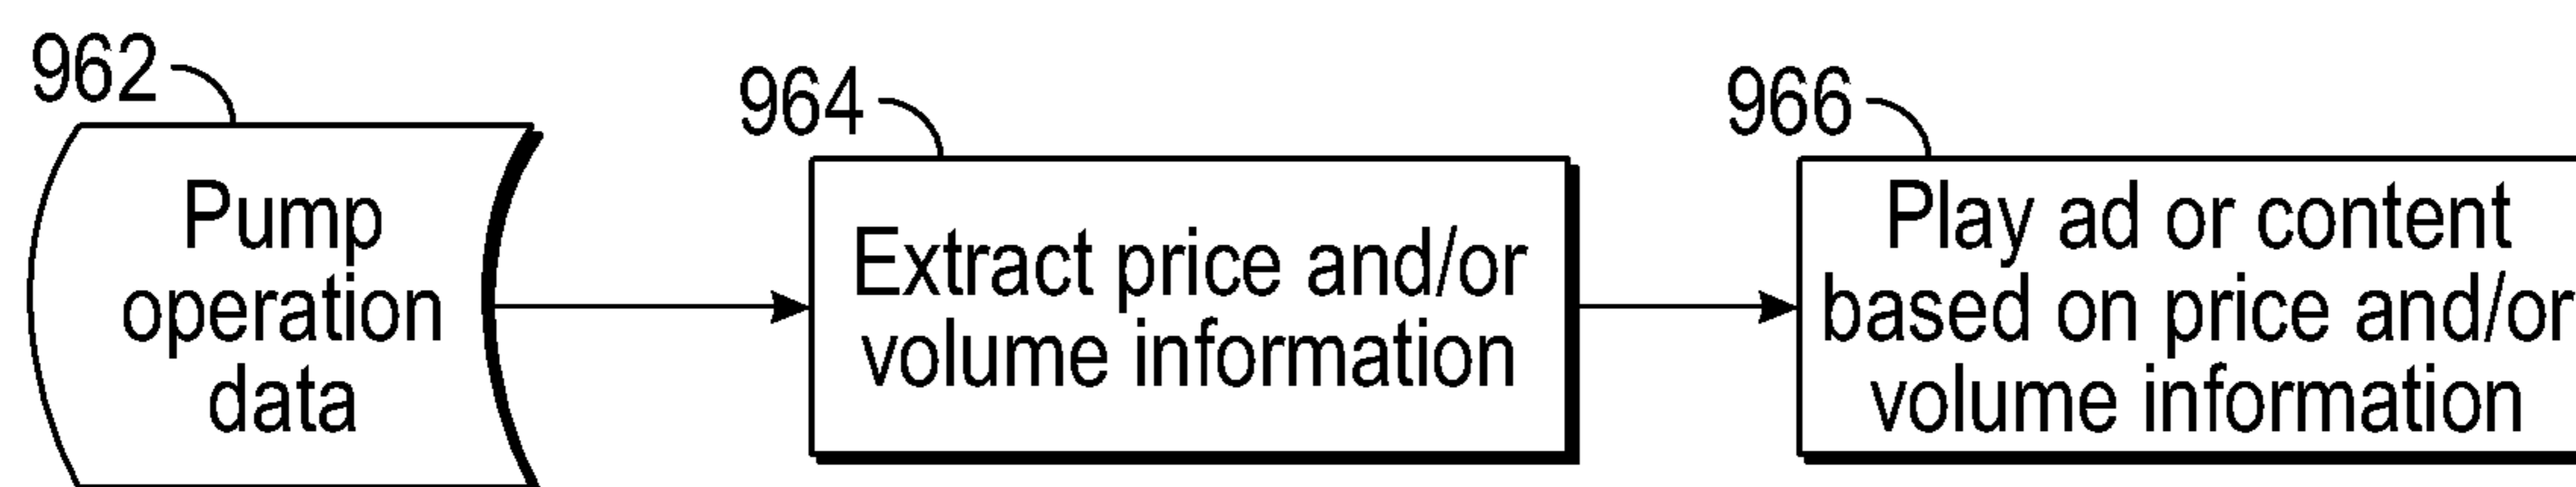 962
Pump
operation
data
964
Extract price and/or
volume information
966
Play ad or content
based on price and/or
volume information